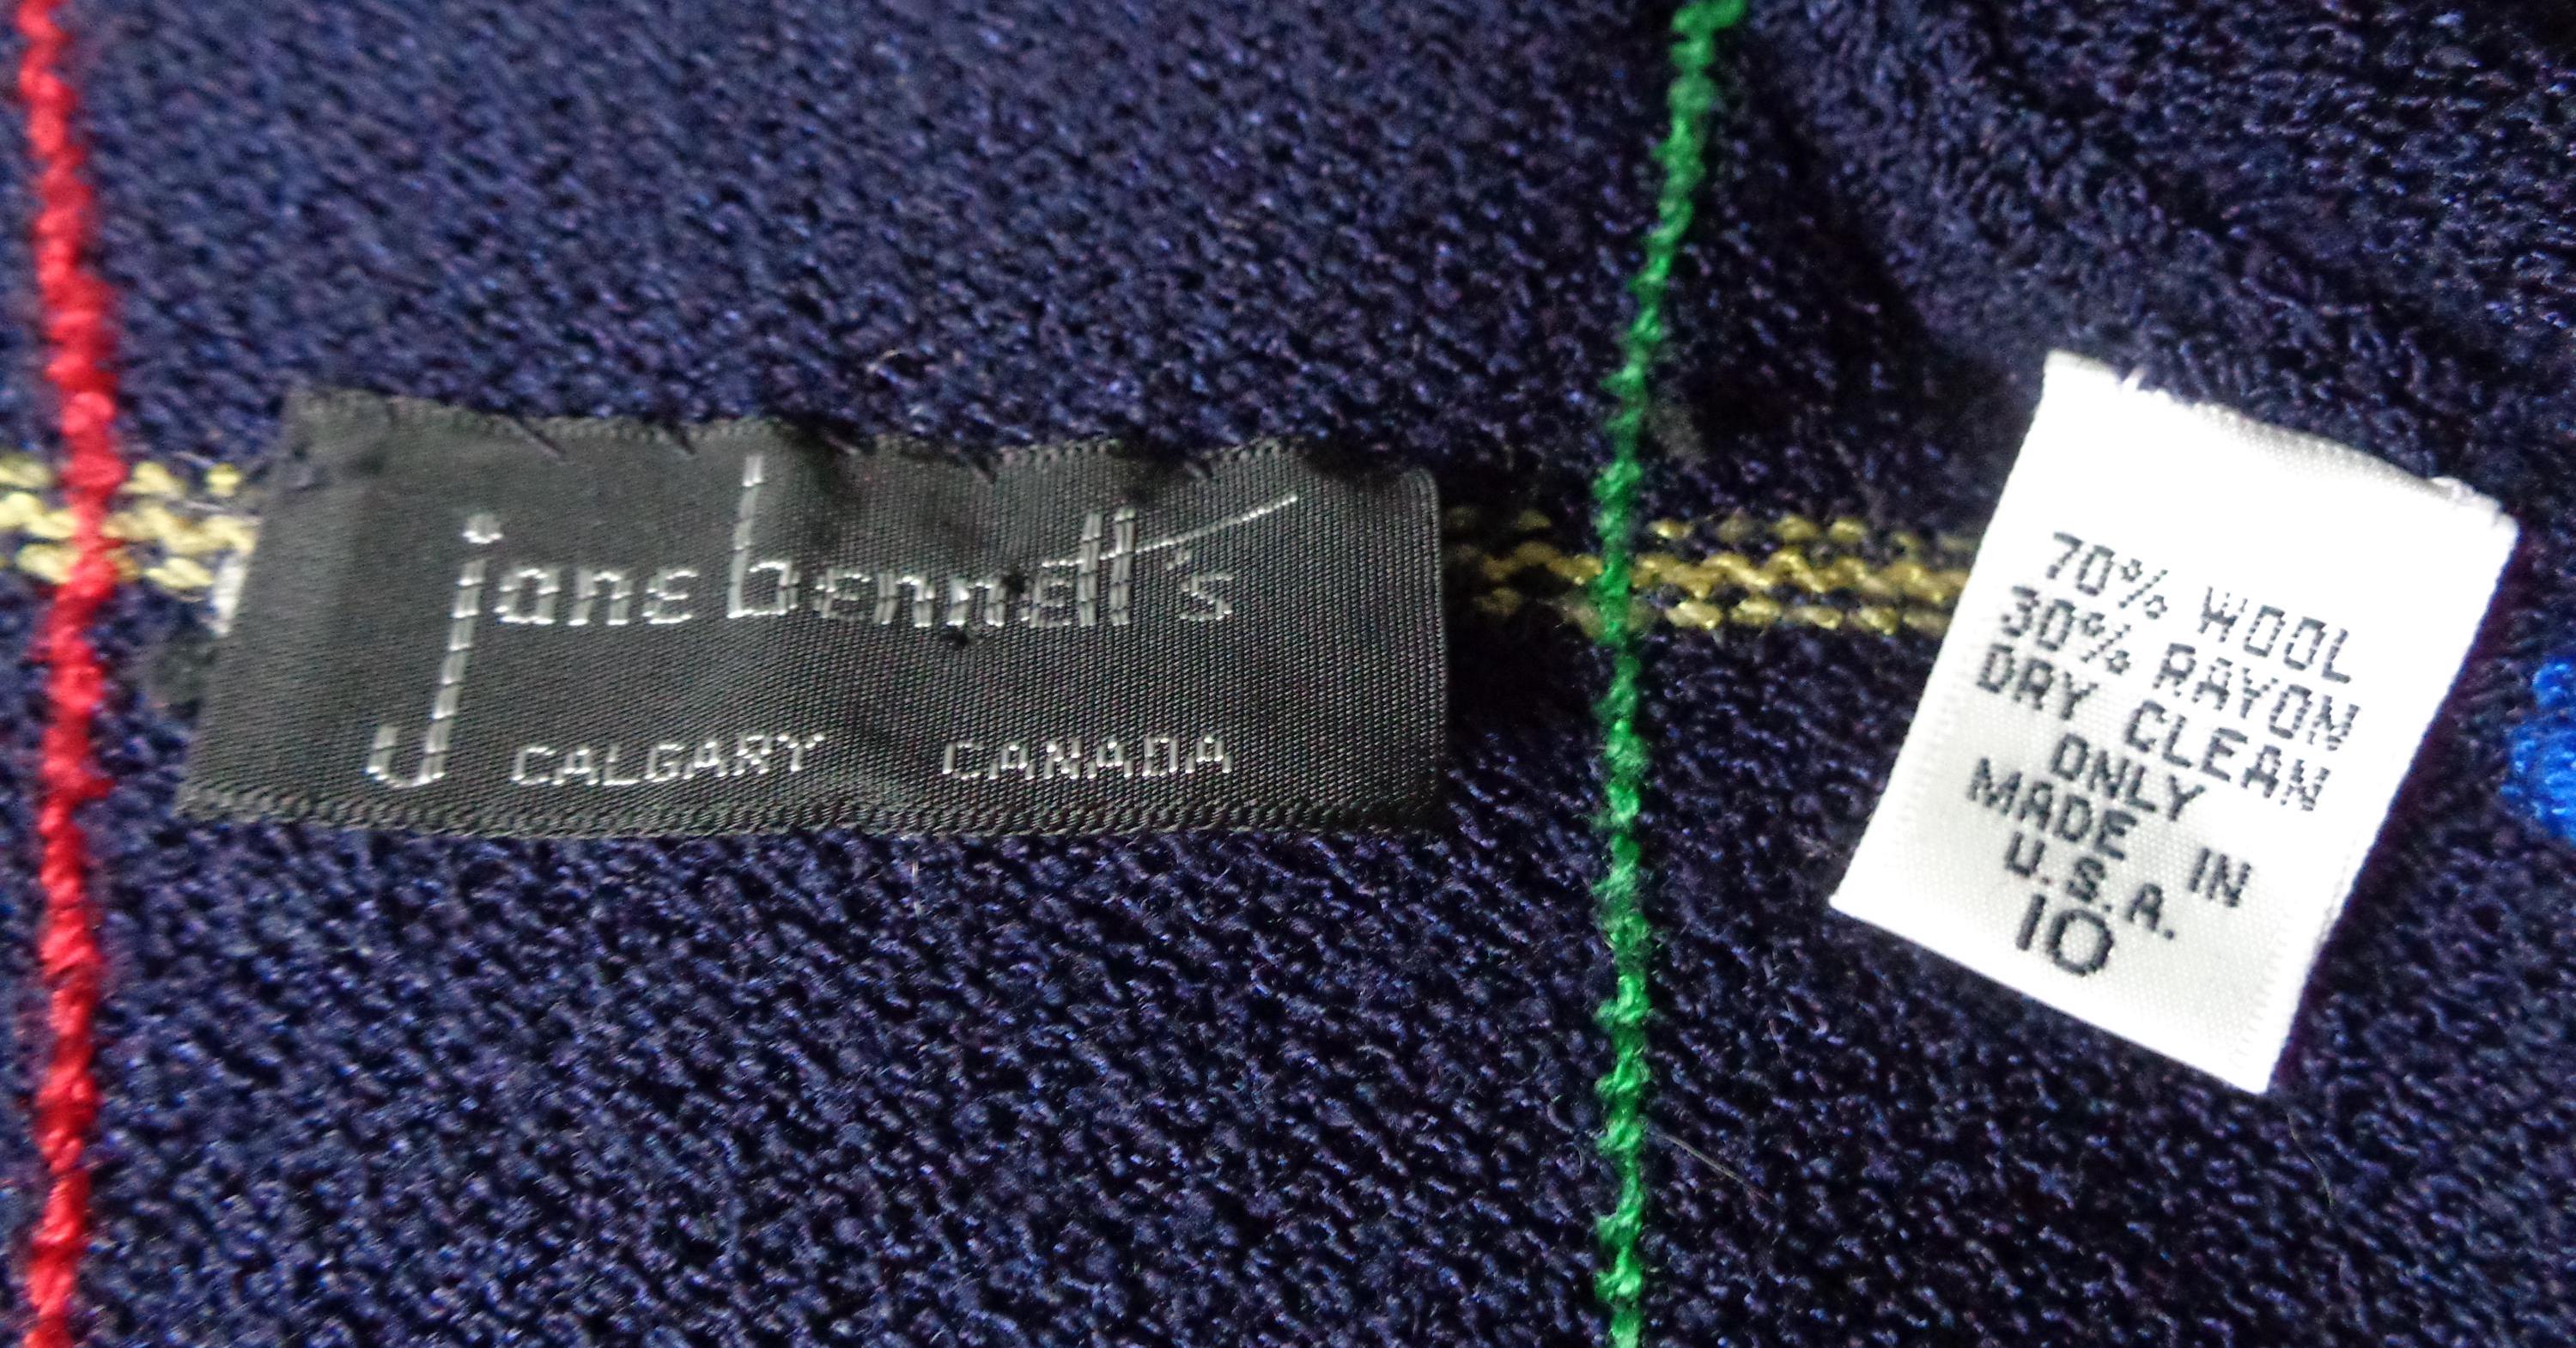 jane bennett's
CALGARY CANADA
70% WOOL
30% RAYON
DRY CLEAN
ONLY
MADE IN
U.S.A.
10